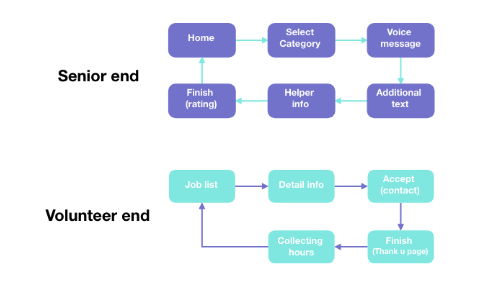 Home
Select
Category
Voice
message
Senior end
Finish
(rating)
Helper
info
Additional
text
Job list
Detail info
Accept
(contact)
Volunteer end
Collecting
hours
Finish
(Thank u page)